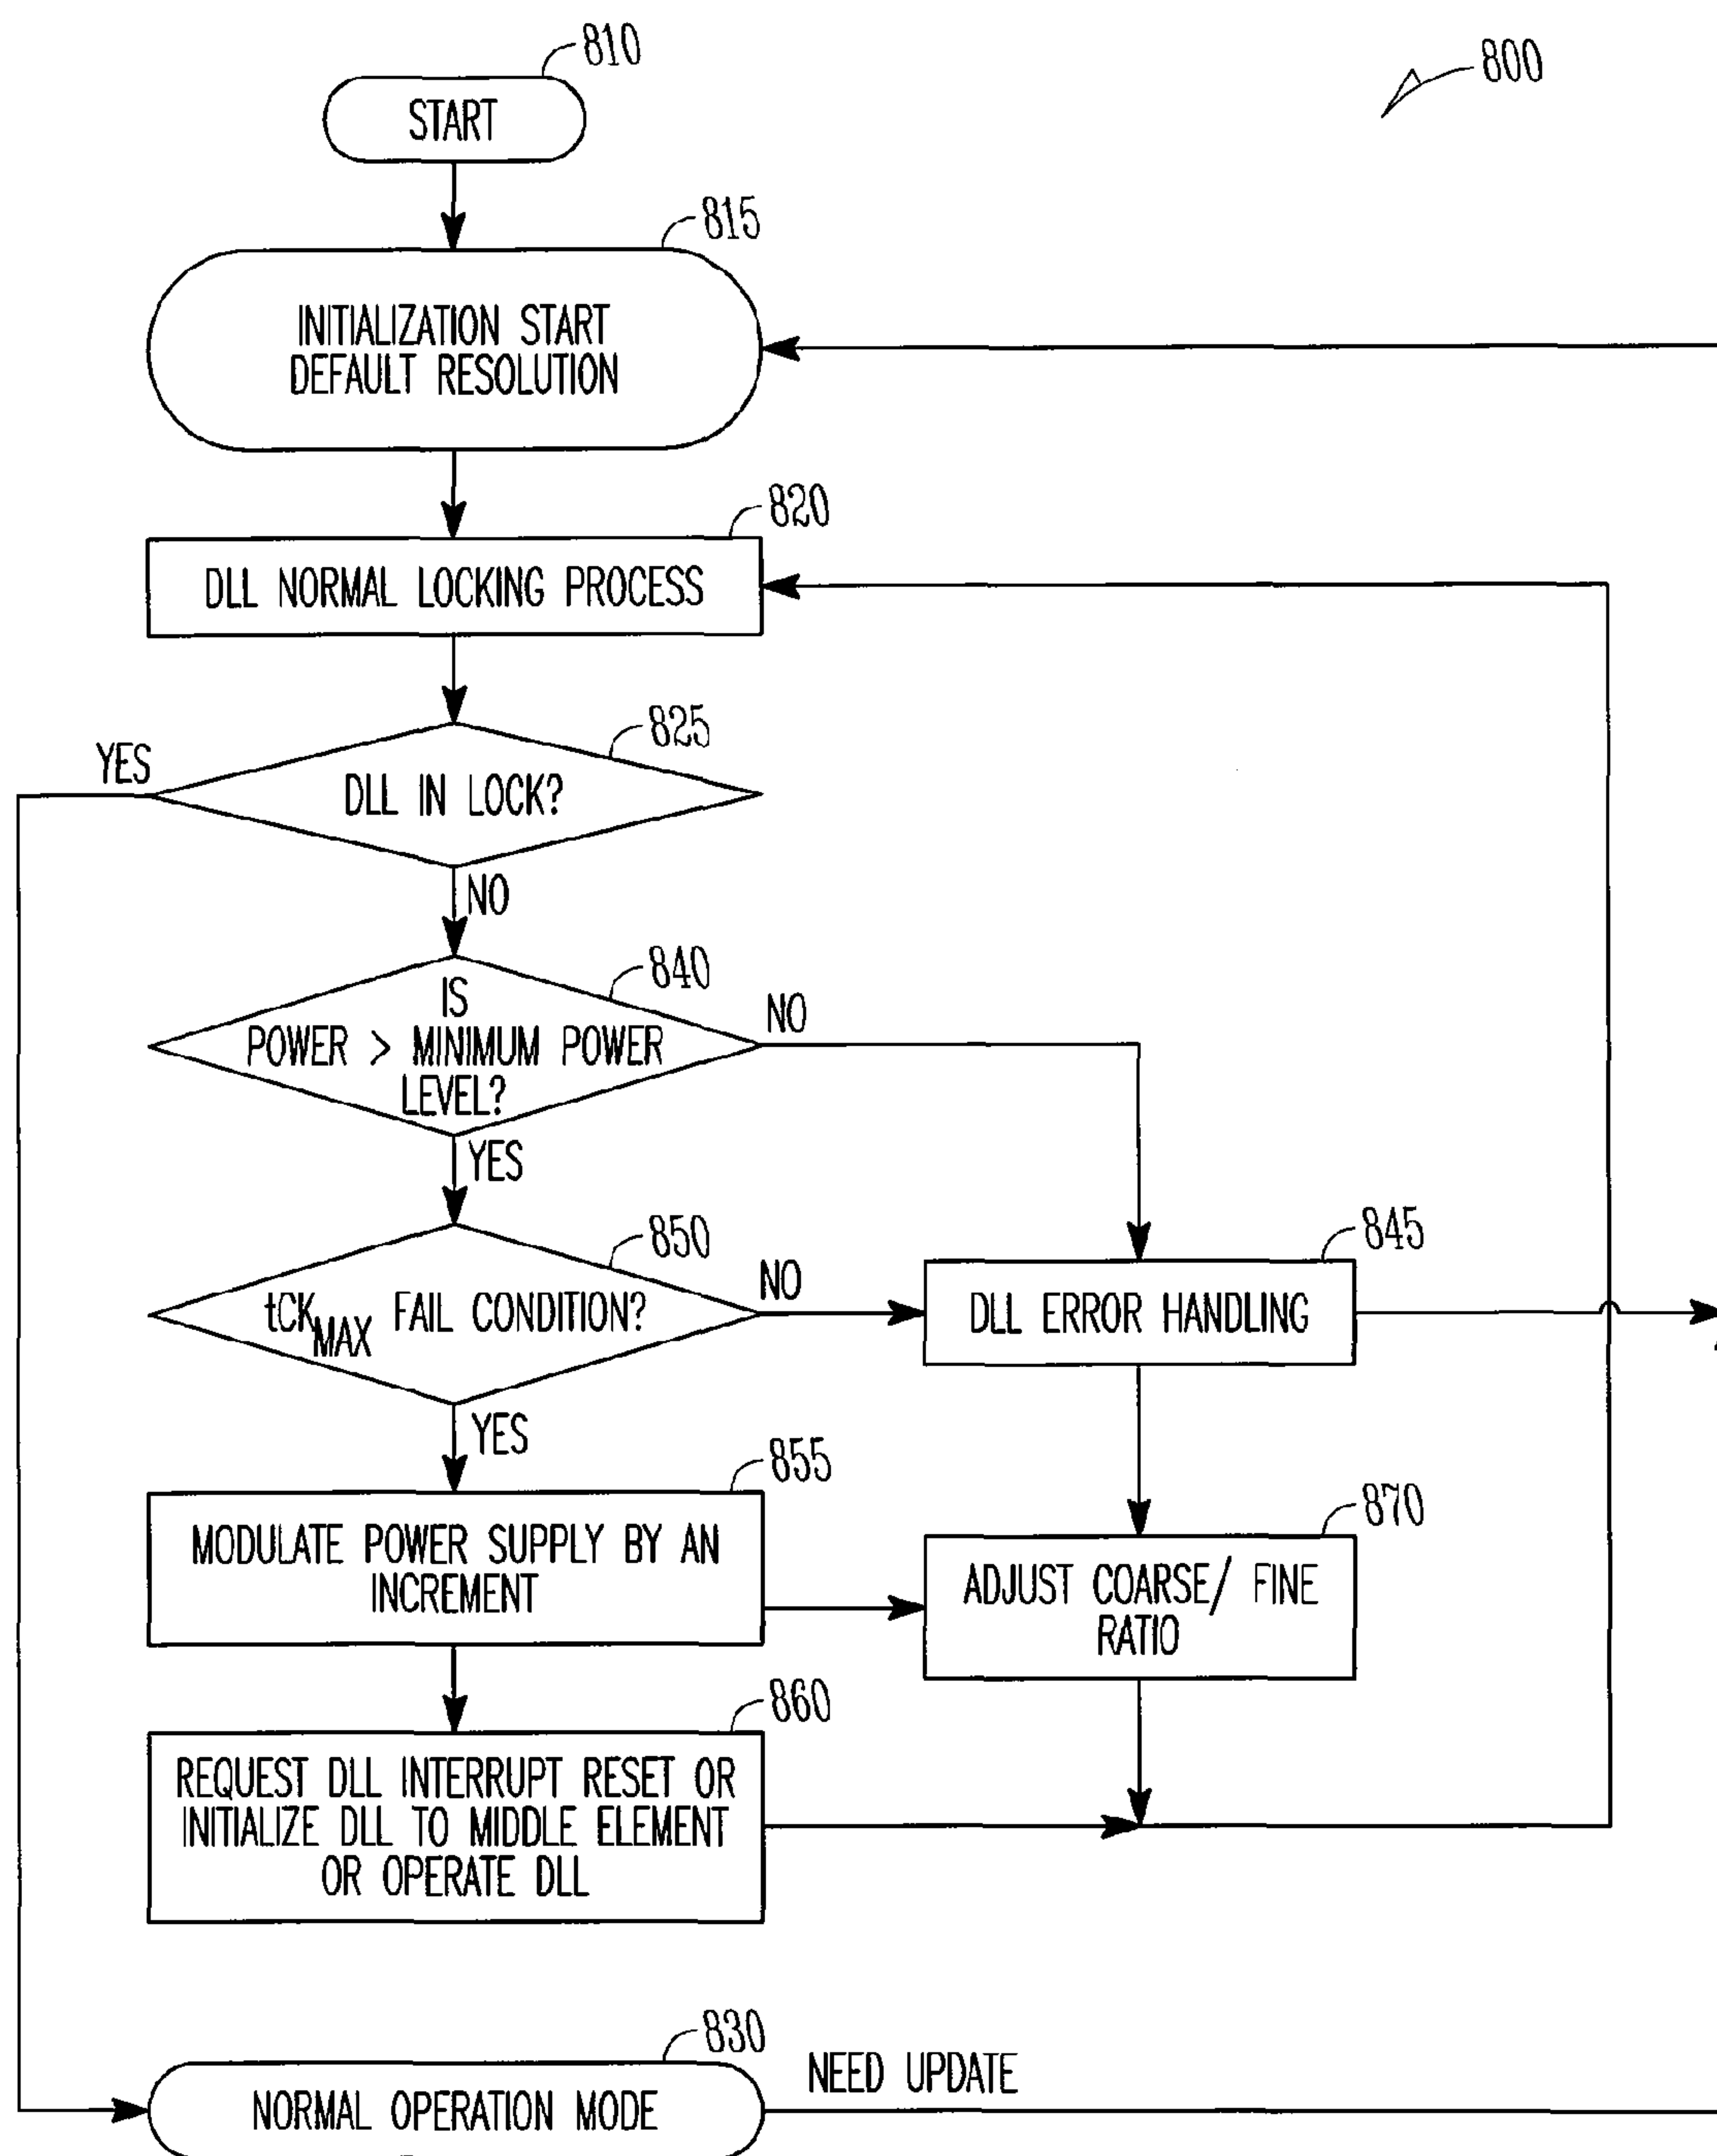 810
800
START
815
INITIALIZATION START
DEFAULT RESOLUTION
820
DLL NORMAL LOCKING PROCESS
825
YES
DLL IN LOCK?
NO
840
IS
POWER > MINIMUM POWER
LEVEL?
NO
YES
850
tCKMAX FAIL CONDITION?
NO
845
DLL ERROR HANDLING
YES
855
MODULATE POWER SUPPLY BY AN
INCREMENT
870
ADJUST COARSE/ FINE
RATIO
860
REQUEST DLL INTERRUPT RESET OR
INITIALIZE DLL TO MIDDLE ELEMENT
OR OPERATE DLL
830
NORMAL OPERATION MODE
NEED UPDATE